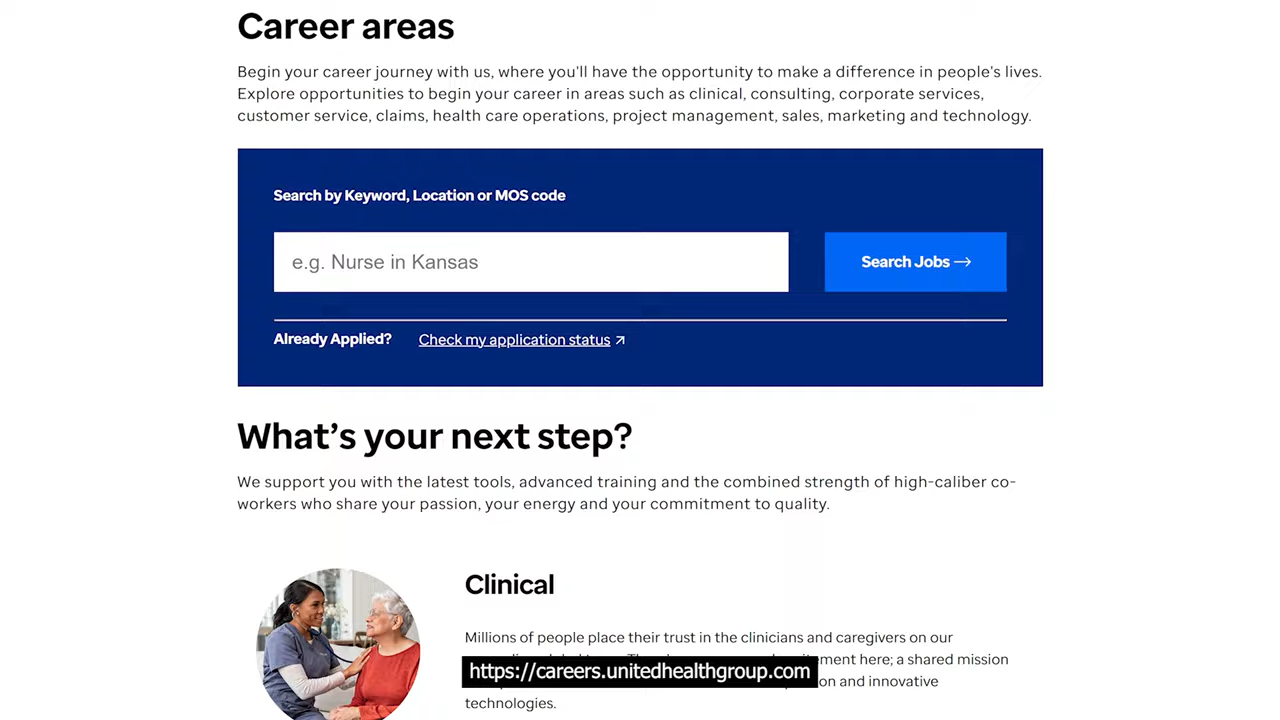 Career areas
Begin your career journey with us, where you'll have the opportunity to make a difference in people's lives.
Explore opportunities to begin your career in areas such as clinical, consulting, corporate services,
customer service, claims, health care operations, project management, sales, marketing and technology.
Search by Keyword, Location or MOS code
e.g. Nurse in Kansas
Search Jobs →
Already Applied? Check my application status ↗
What's your next step?
We support you with the latest tools, advanced training and the combined strength of high-caliber co-
workers who share your passion, your energy and your commitment to quality.
Clinical
Millions of people place their trust in the clinicians and caregivers on our
here; a shared mission
https://careers.unitedhealthgroup.com
and innovative
technologies.